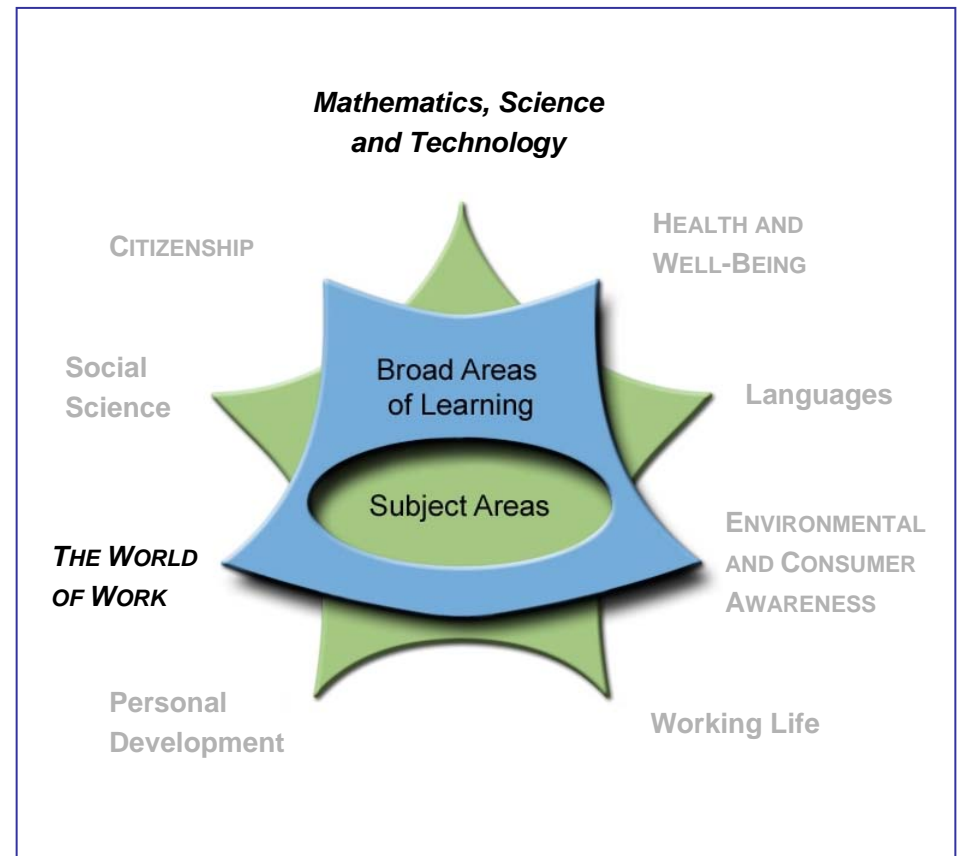 Mathematics, Science
and Technology
CITIZENSHIP
HEALTH AND
WELL-BEING
Social
Science
Broad Areas
of Learning
Languages
Subject Areas
THE WORLD
OF WORK
ENVIRONMENTAL
AND CONSUMER
AWARENESS
Personal
Development
Working Life